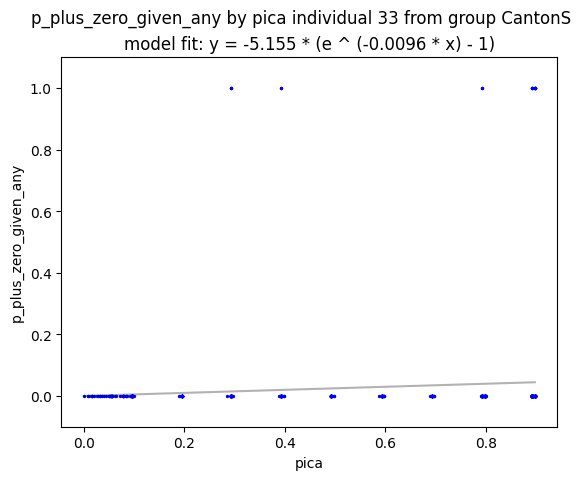 p_plus_zero_given_any by pica individual 33 from group CantonS
model fit: y = -5.155 * (e ^ (-0.0096 * x) - 1)
p_plus_zero_given_any
1.0
0.8
0.6
0.4
0.2
0.0
0.0 0.2 0.4 0.6 0.8
pica